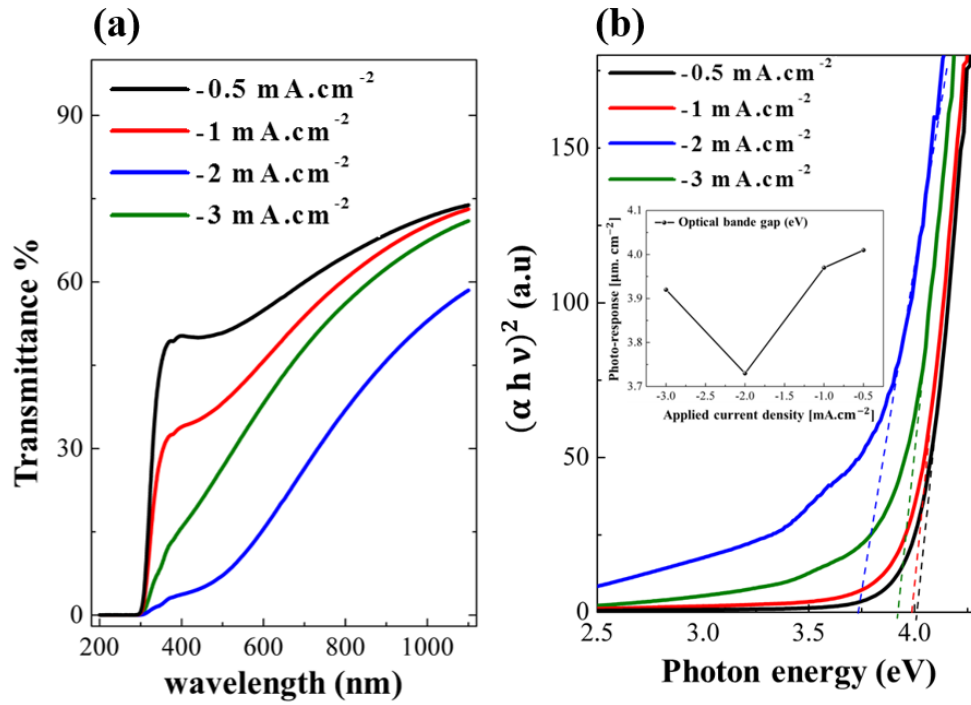 (a)
-0.5 mA.cm-2
-1 mA.cm-2
-2 mA.cm-2
-3 mA.cm-2
Transmittance %
90
60
30
0
200 400 600 800 1000
wavelength (nm)
(b)
-0.5 mA.cm-2
-1 mA.cm-2
-2 mA.cm-2
-3 mA.cm-2
(α h ν)2 (a.u)
150
100
50
0
2.5 3.0 3.5 4.0
Photon energy (eV)
Optical bande gap (eV)
Photo-response [μm. cm−2]
4.1
4.0
3.9
3.8
3.7
-3.0 -2.5 -2.0 -1.5 -1.0 -0.5
Applied current density [mA.cm−2]